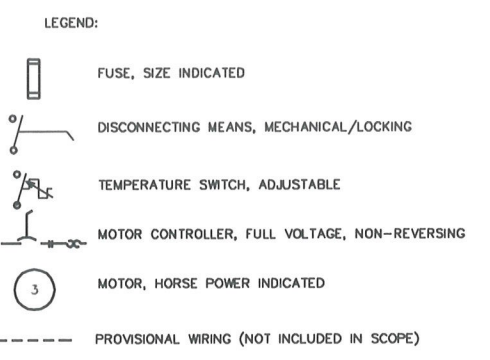 LEGEND:
FUSE, SIZE INDICATED
DISCONNECTING MEANS, MECHANICAL/LOCKING
TEMPERATURE SWITCH, ADJUSTABLE
MOTOR CONTROLLER, FULL VOLTAGE, NON-REVERSING
3 MOTOR, HORSE POWER INDICATED
PROVISIONAL WIRING (NOT INCLUDED IN SCOPE)